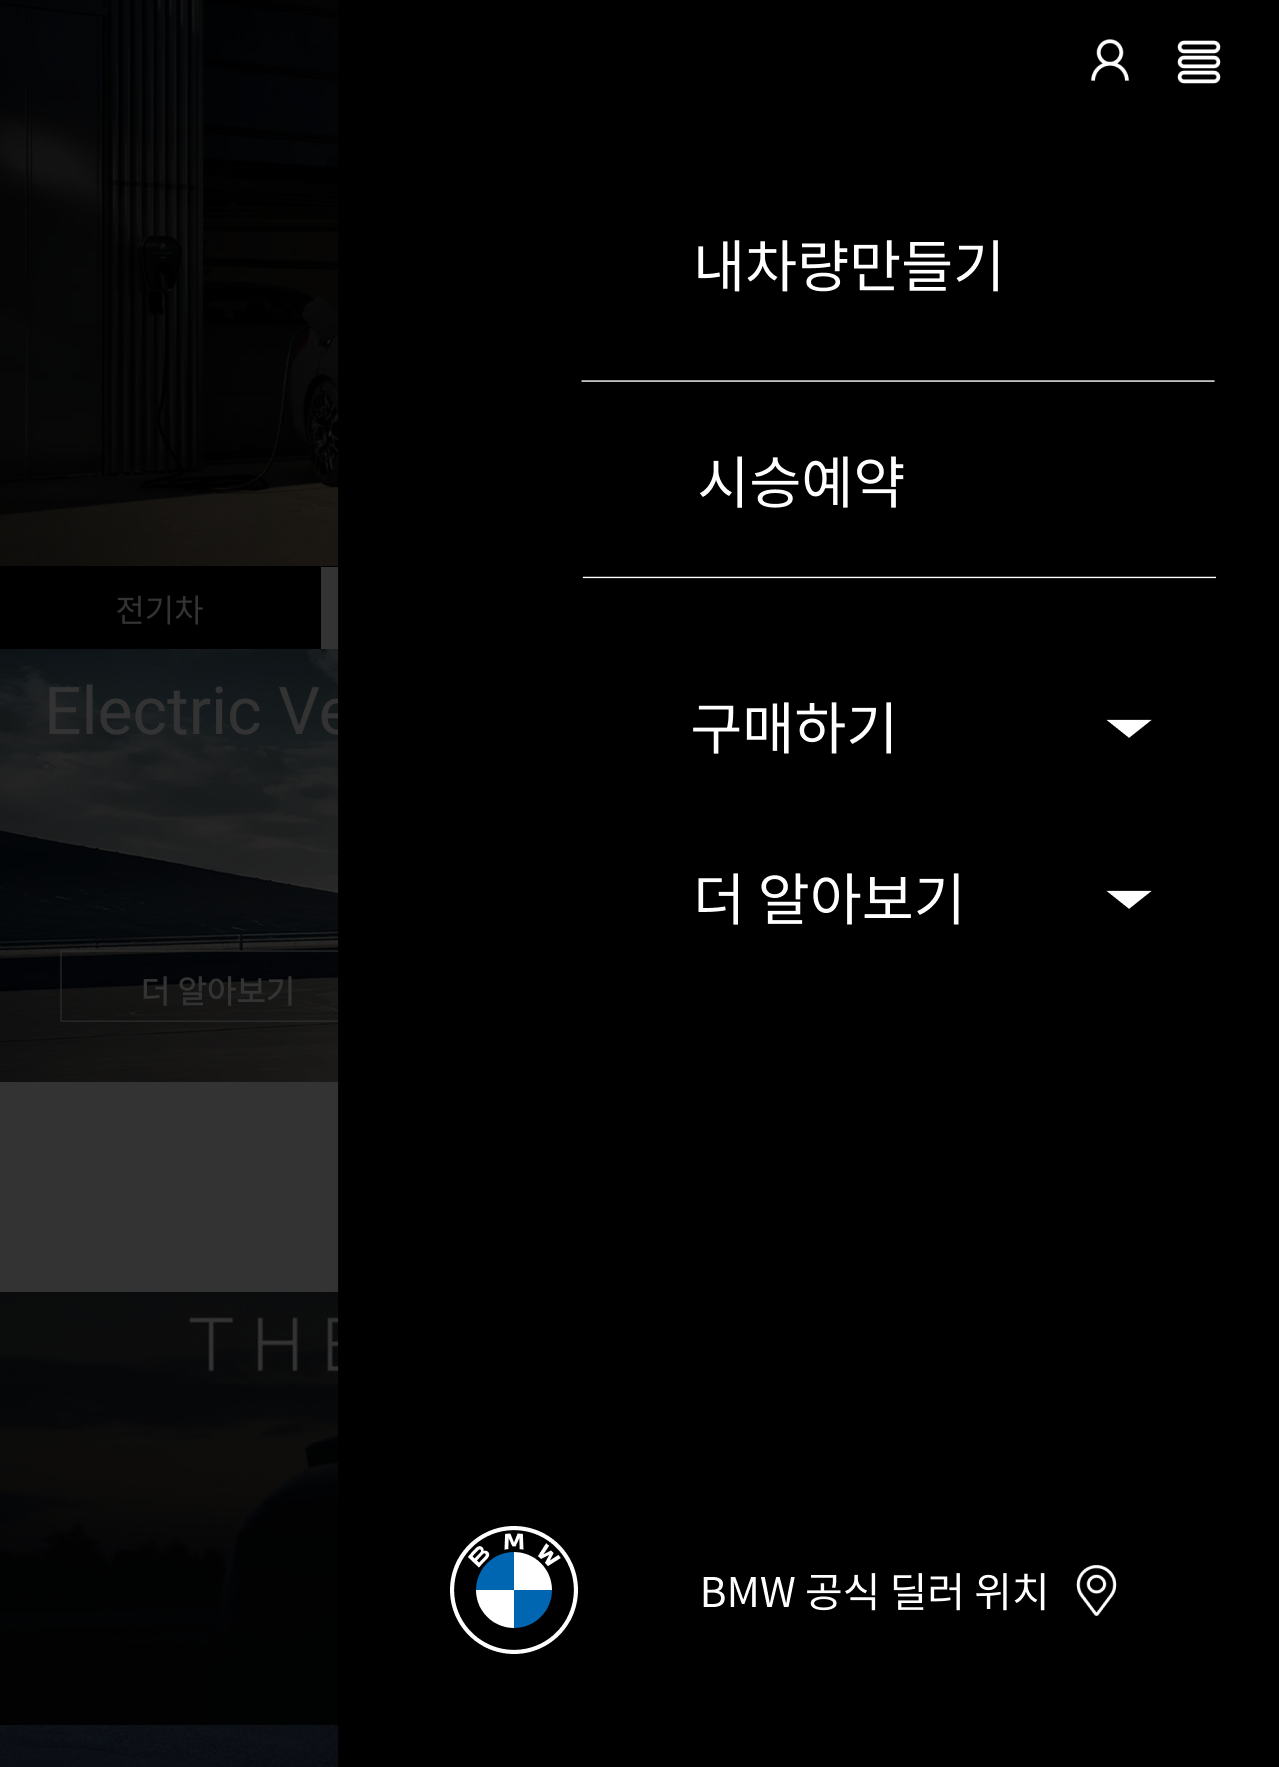 내차량만들기
시승예약
전기차
Electric Ve
구매하기
더 알아보기
더 알아보기
THE
BMW
BMW 공식 딜러 위치